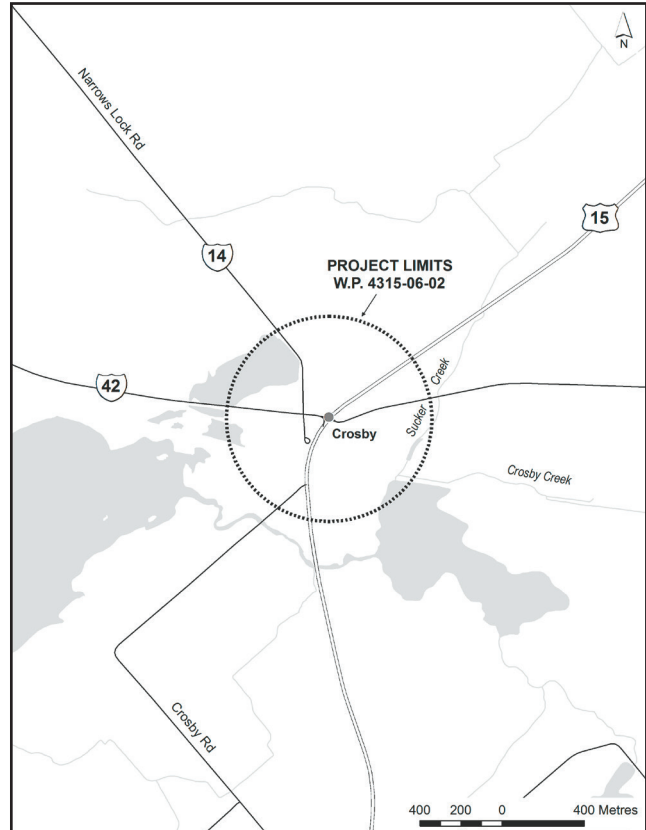 N
Narrows Lock Rd
15
14
PROJECT LIMITS
W.P. 4315-06-02
42
Sucker Creek
Crosby
Crosby Creek
Crosby Rd
400 200 0 400 Metres